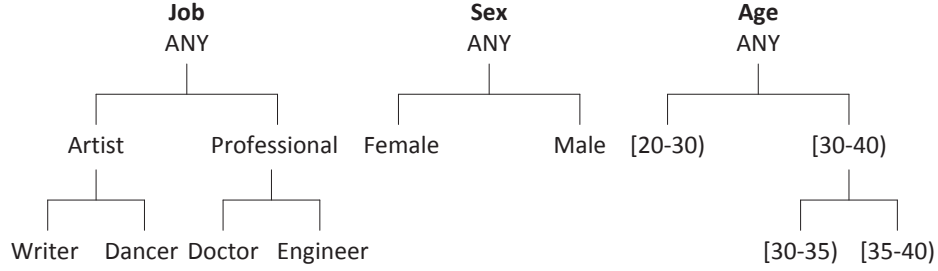 Job Sex Age
ANY ANY ANY
Artist Professional Female Male [20-30) [30-40)
Writer Dancer Doctor Engineer [30-35) [35-40)